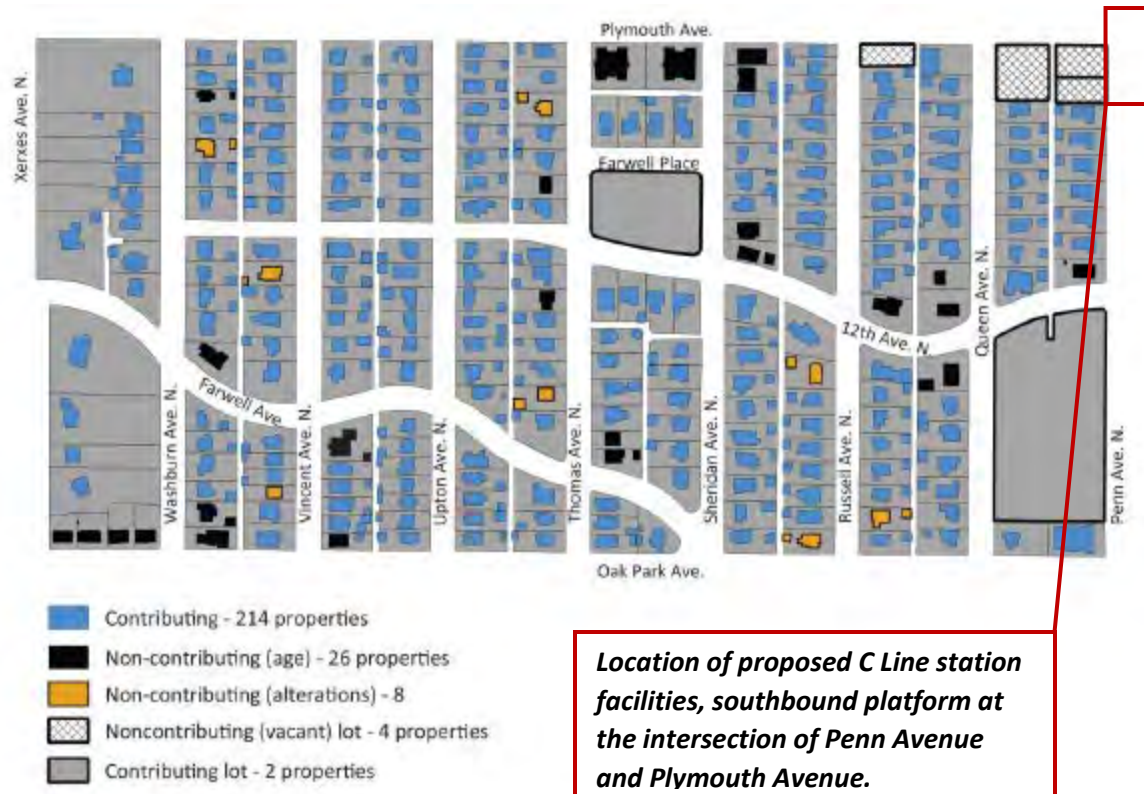 Plymouth Ave.
Xerxes Ave. N.
Farwell Place
12th Ave. N.
Queen Ave. N.
Farwell Ave.
Washburn Ave. N.
Vincent Ave. N.
Upton Ave. N.
Thomas Ave. N.
Sheridan Ave. N.
Russell Ave. N.
Penn Ave. N.
Oak Park Ave.
Contributing - 214 properties
Non-contributing (age) - 26 properties
Non-contributing (alterations) - 8
Noncontributing (vacant) lot - 4 properties
Contributing lot - 2 properties
Location of proposed C Line station
facilities, southbound platform at
the intersection of Penn Avenue
and Plymouth Avenue.